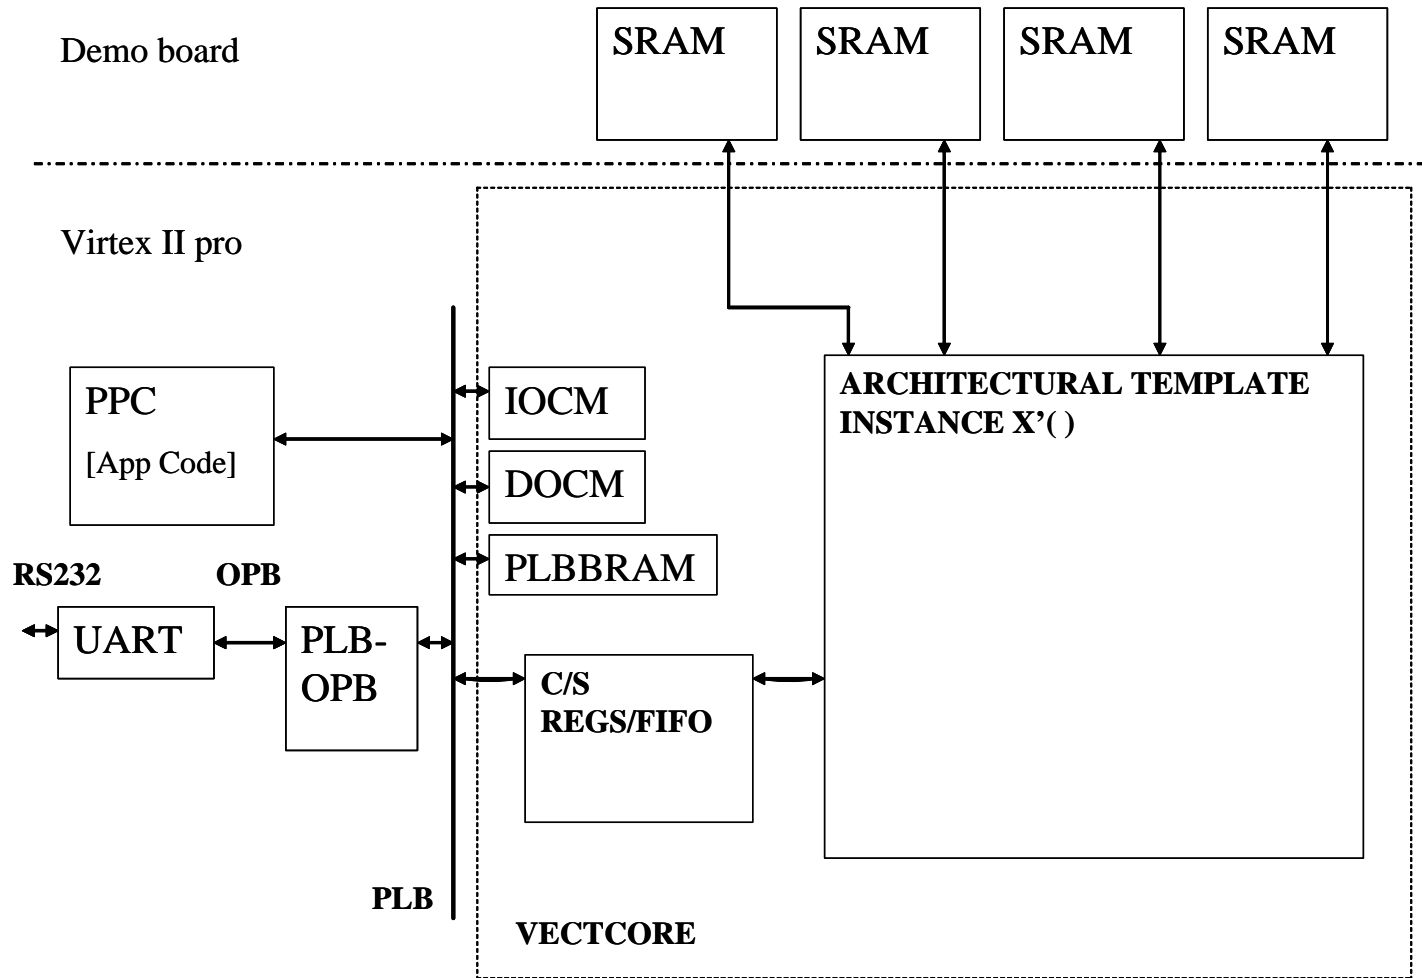 Demo board
SRAM
SRAM
SRAM
SRAM
Virtex II pro
PPC
[App Code]
IOCM
DOCM
PLBBRAM
ARCHITECTURAL TEMPLATE
INSTANCE X’( )
RS232
OPB
UART
PLB-
OPB
C/S
REGS/FIFO
PLB
VECTCORE